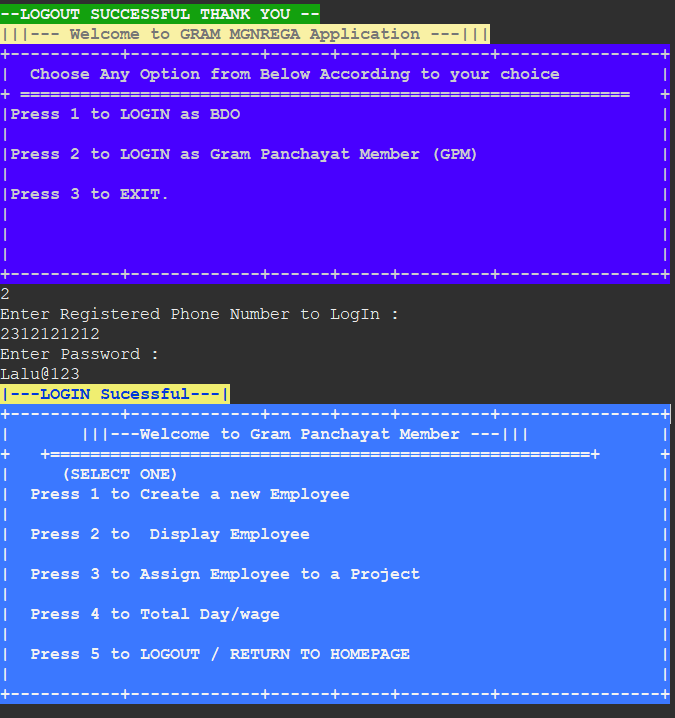 --LOGOUT SUCCESSFUL THANK YOU --
|||--- Welcome to GRAM MGNREGA Application ---|||
+-----------+-------------+------+-----+---------+----------------+
|  Choose Any Option from Below According to your choice          |
+ =============================================================   +
|Press 1 to LOGIN as BDO                                          |
|                                                                 |
|Press 2 to LOGIN as Gram Panchayat Member (GPM)                  |
|                                                                 |
|Press 3 to EXIT.                                                 |
|                                                                 |
|                                                                 |
|                                                                 |
+-----------+-------------+------+-----+---------+----------------+
2
Enter Registered Phone Number to LogIn :
2312121212
Enter Password :
Lalu@123
|---LOGIN Sucessful---|
+-----------+-------------+------+-----+---------+----------------+
|       |||---Welcome to Gram Panchayat Member ---|||             |
+   +======================================================+      +
|     (SELECT ONE)                                                |
|  Press 1 to Create a new Employee                               |
|                                                                 |
|  Press 2 to  Display Employee                                   |
|                                                                 |
|  Press 3 to Assign Employee to a Project                        |
|                                                                 |
|  Press 4 to Total Day/wage                                      |
|                                                                 |
|  Press 5 to LOGOUT / RETURN TO HOMEPAGE                         |
|                                                                 |
+-----------+-------------+------+-----+---------+----------------+